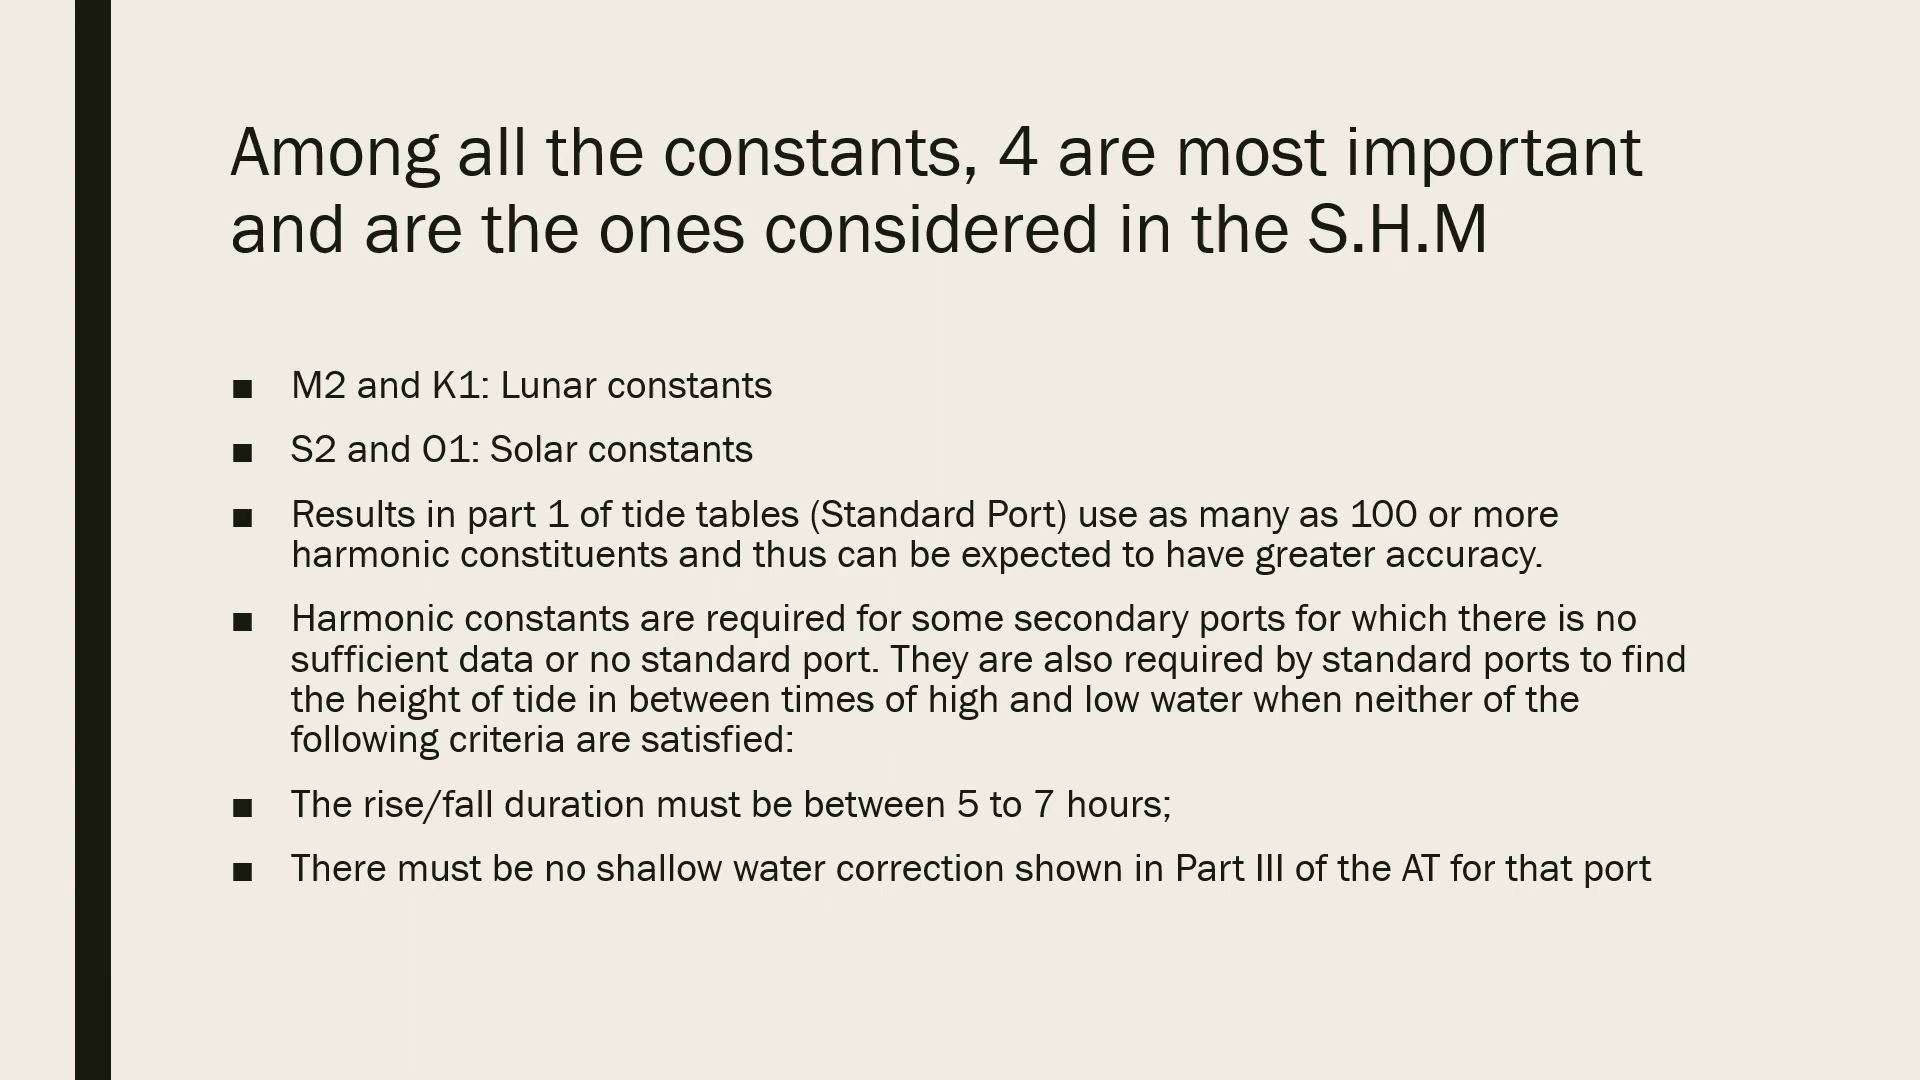 Among all the constants, 4 are most important
and are the ones considered in the S.H.M
■ M2 and K1: Lunar constants
■ S2 and O1: Solar constants
■ Results in part 1 of tide tables (Standard Port) use as many as 100 or more
harmonic constituents and thus can be expected to have greater accuracy.
■ Harmonic constants are required for some secondary ports for which there is no
sufficient data or no standard port. They are also required by standard ports to find
the height of tide in between times of high and low water when neither of the
following criteria are satisfied:
■ The rise/fall duration must be between 5 to 7 hours;
■ There must be no shallow water correction shown in Part III of the AT for that port